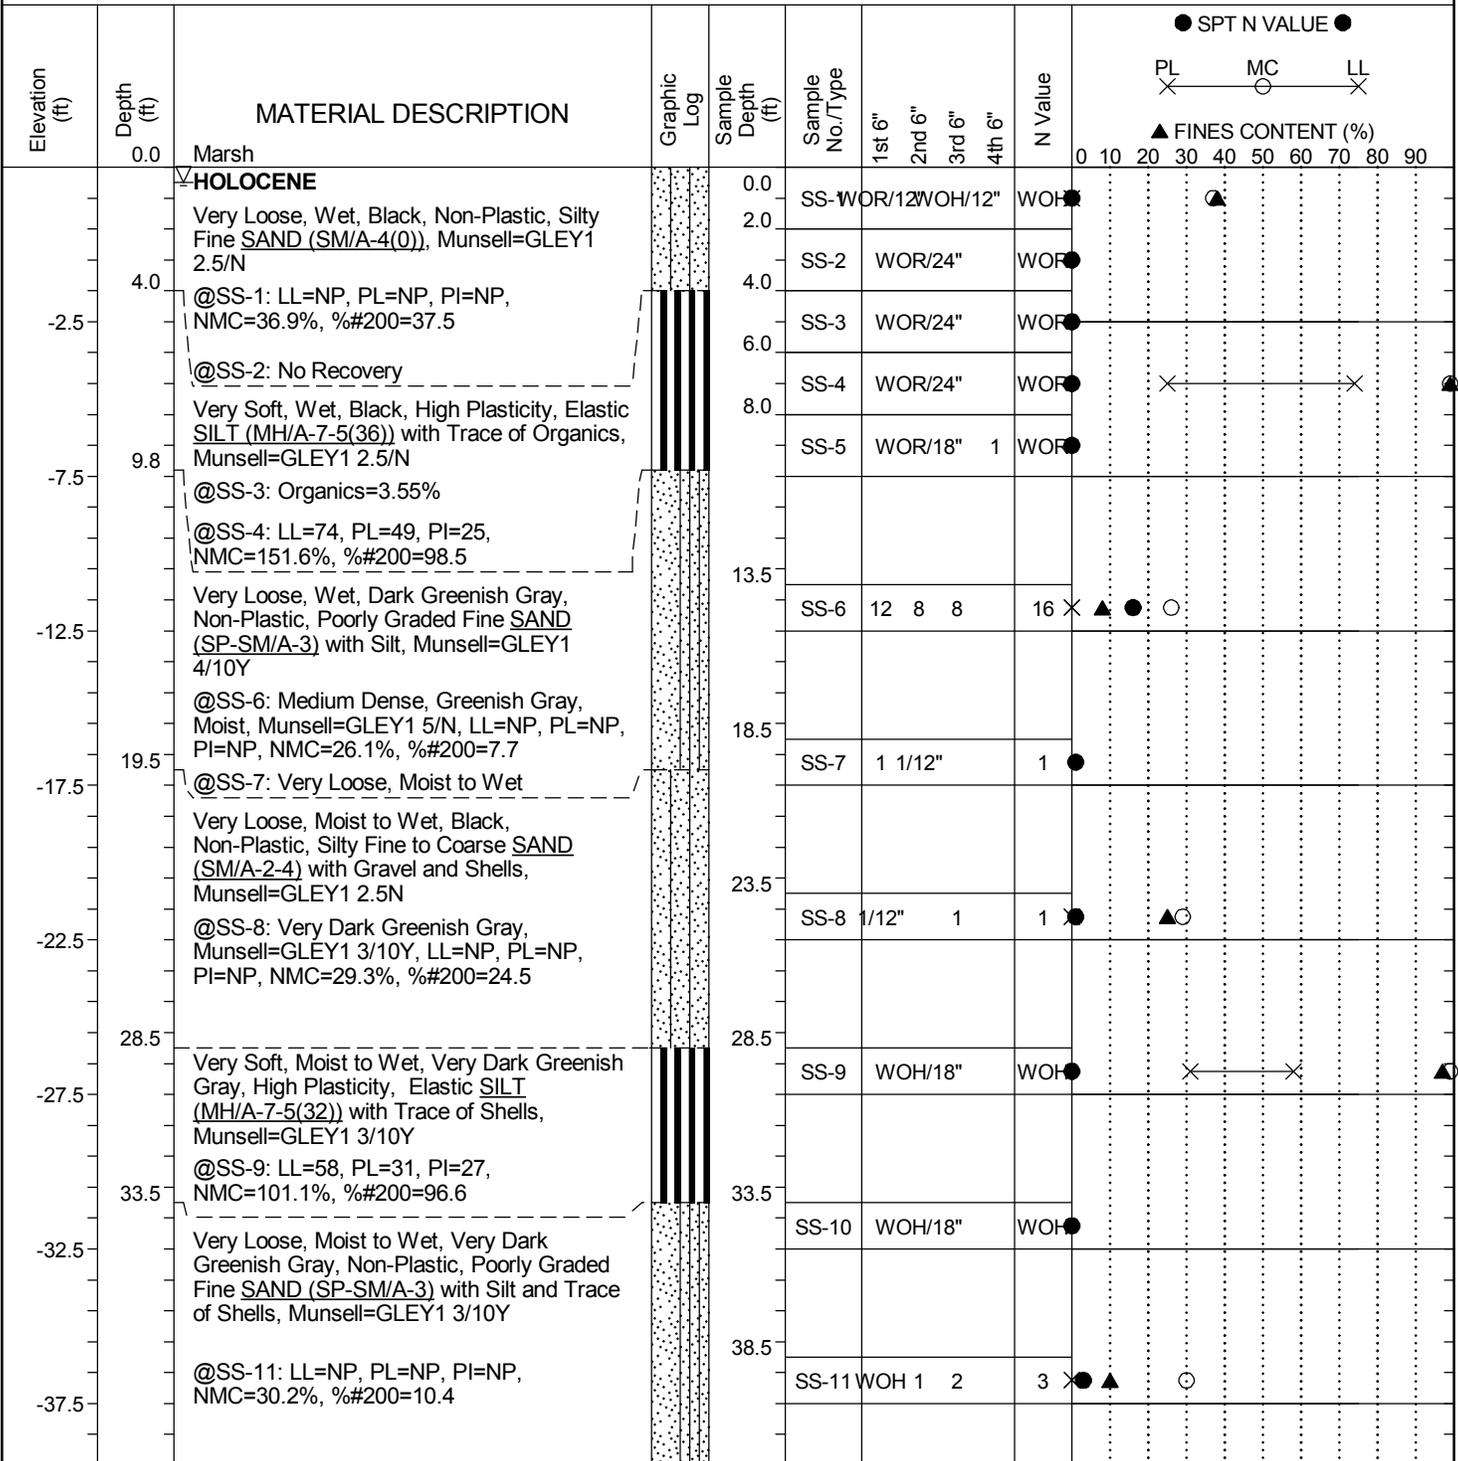 ● SPT N VALUE ●
PL MC LL
▲ FINES CONTENT (%)
Elevation (ft)
Depth (ft)
MATERIAL DESCRIPTION
Graphic Log
Sample Depth (ft)
Sample No./Type
1st 6"
2nd 6"
3rd 6"
4th 6"
N Value
0 10 20 30 40 50 60 70 80 90
0.0 Marsh
HOLOCENE
Very Loose, Wet, Black, Non-Plastic, Silty
Fine SAND (SM/A-4(0)), Munsell=GLEY1
2.5/N
4.0
@SS-1: LL=NP, PL=NP, PI=NP,
NMC=36.9%, %#200=37.5
-2.5
@SS-2: No Recovery
Very Soft, Wet, Black, High Plasticity, Elastic
SILT (MH/A-7-5(36)) with Trace of Organics,
Munsell=GLEY1 2.5/N
9.8
-7.5
@SS-3: Organics=3.55%
@SS-4: LL=74, PL=49, PI=25,
NMC=151.6%, %#200=98.5
Very Loose, Wet, Dark Greenish Gray,
Non-Plastic, Poorly Graded Fine SAND
(SP-SM/A-3) with Silt, Munsell=GLEY1
4/10Y
-12.5
@SS-6: Medium Dense, Greenish Gray,
Moist, Munsell=GLEY1 5/N, LL=NP, PL=NP,
PI=NP, NMC=26.1%, %#200=7.7
19.5
@SS-7: Very Loose, Moist to Wet
-17.5
Very Loose, Moist to Wet, Black,
Non-Plastic, Silty Fine to Coarse SAND
(SM/A-2-4) with Gravel and Shells,
Munsell=GLEY1 2.5N
@SS-8: Very Dark Greenish Gray,
Munsell=GLEY1 3/10Y, LL=NP, PL=NP,
PI=NP, NMC=29.3%, %#200=24.5
-22.5
28.5
Very Soft, Moist to Wet, Very Dark Greenish
Gray, High Plasticity, Elastic SILT
(MH/A-7-5(32)) with Trace of Shells,
Munsell=GLEY1 3/10Y
-27.5
@SS-9: LL=58, PL=31, PI=27,
NMC=101.1%, %#200=96.6
33.5
Very Loose, Moist to Wet, Very Dark
Greenish Gray, Non-Plastic, Poorly Graded
Fine SAND (SP-SM/A-3) with Silt and Trace
of Shells, Munsell=GLEY1 3/10Y
-32.5
@SS-11: LL=NP, PL=NP, PI=NP,
NMC=30.2%, %#200=10.4
-37.5
0.0
SS-1 WOR/12" WOH/12" WOH
2.0
SS-2 WOR/24" WOR
4.0
SS-3 WOR/24" WOR
6.0
SS-4 WOR/24" WOR
8.0
SS-5 WOR/18" 1 WOR
13.5
SS-6 12 8 8 16
18.5
SS-7 1 1/12" 1
23.5
SS-8 1/12" 1 1
28.5
SS-9 WOH/18" WOH
33.5
SS-10 WOH/18" WOH
38.5
SS-11 WOH 1 2 3